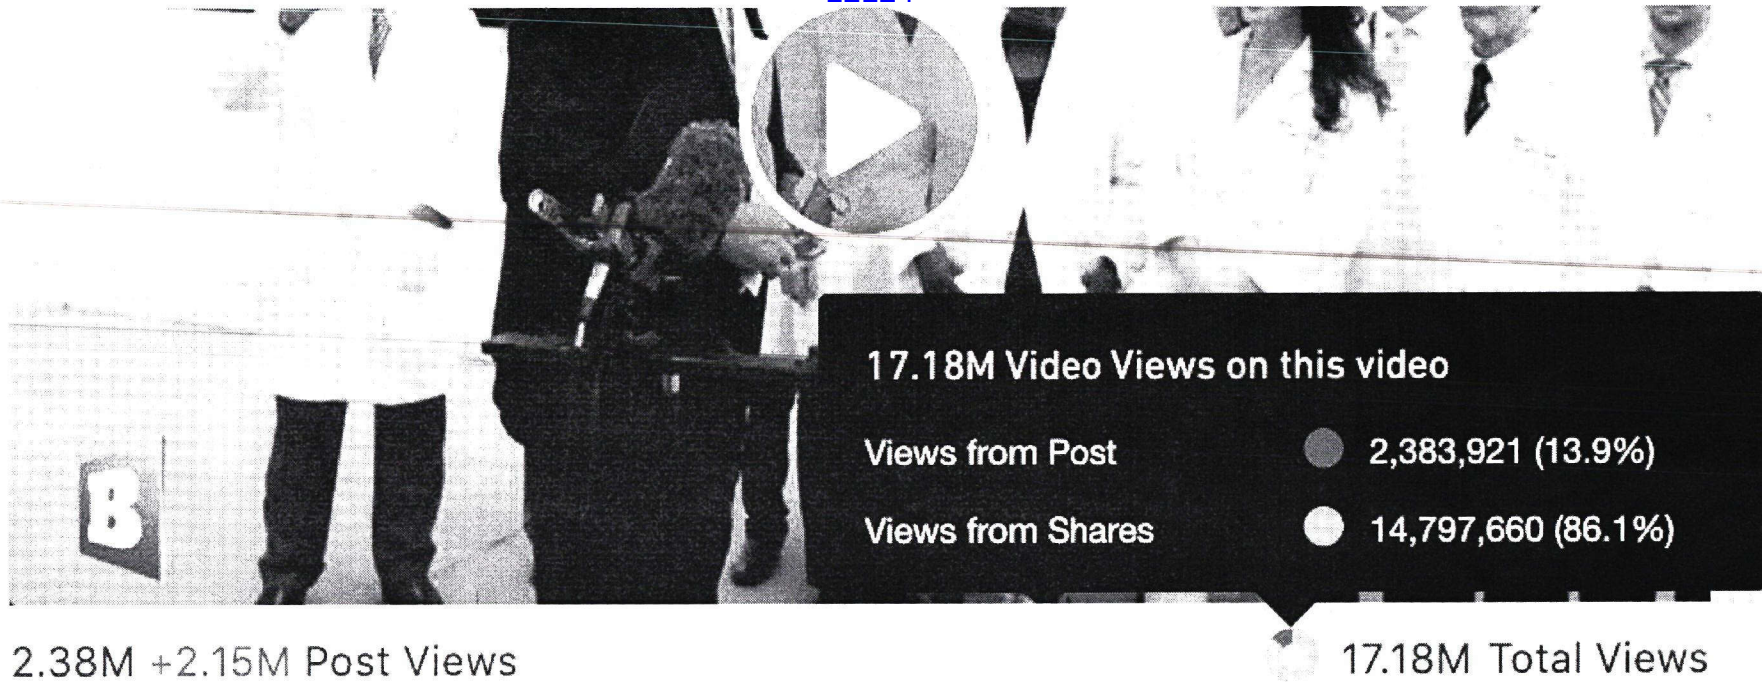 17.18M Video Views on this video
Views from Post 2,383,921 (13.9%)
Views from Shares 14,797,660 (86.1%)
B
2.38M +2.15M Post Views
17.18M Total Views